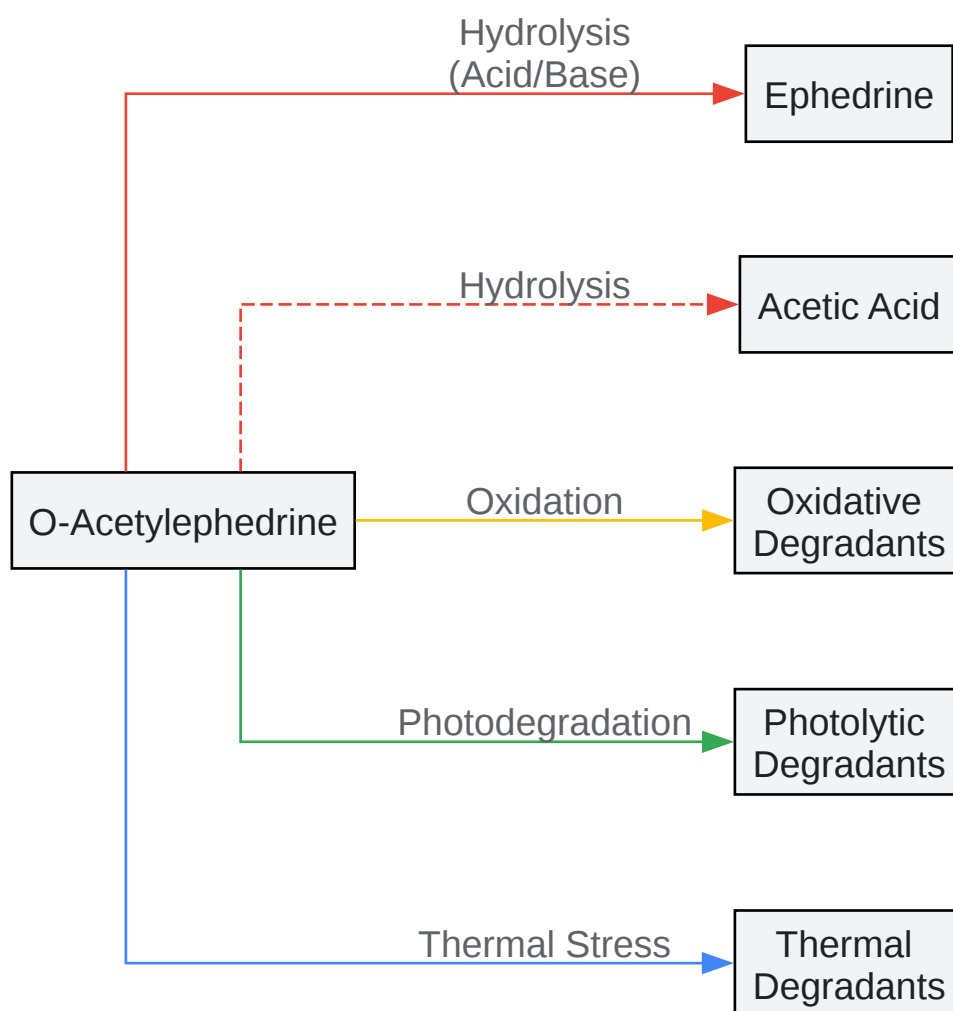 Hydrolysis
(Acid/Base)
Ephedrine
Hydrolysis
Acetic Acid
O-Acetylephedrine
Oxidation
Oxidative
Degradants
Photodegradation
Photolytic
Degradants
Thermal Stress
Thermal
Degradants